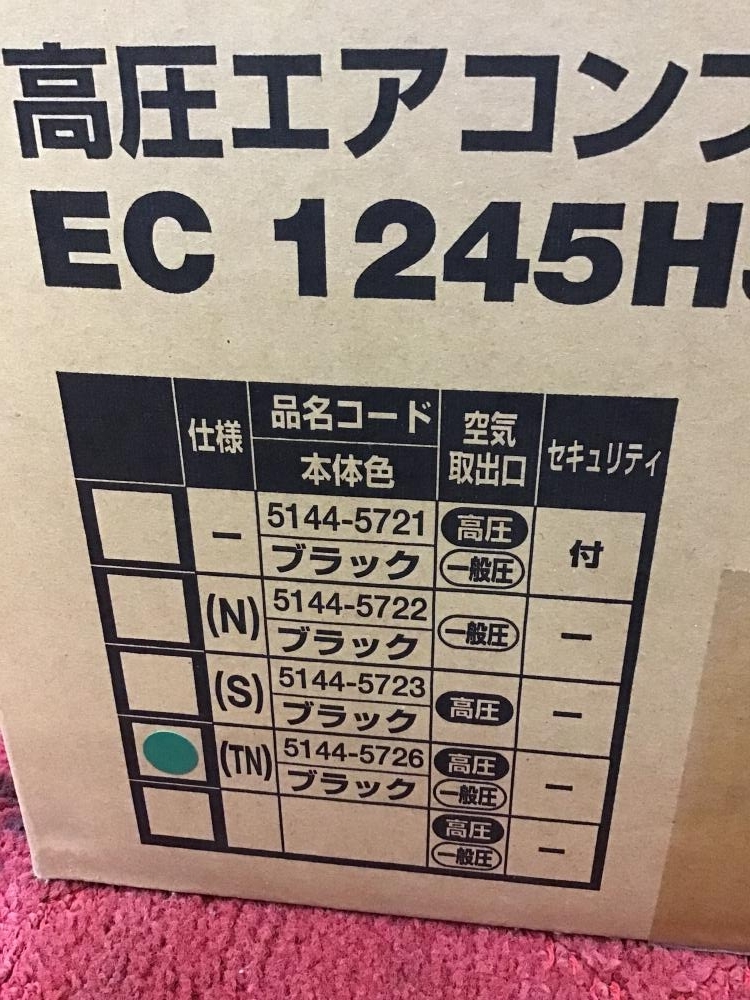 高圧エアコンプ
EC 1245H
仕様 品名コード 空気取出口 セキュリティ
本体色
— 5144-5721 高圧 付
ブラック 一般圧
(N) 5144-5722 一般圧 —
ブラック
(S) 5144-5723 高圧 —
ブラック
(TN) 5144-5726 高圧 —
ブラック 一般圧
高圧 —
一般圧